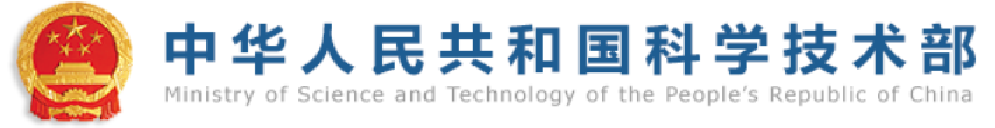 中华人民共和国科学技术部
Ministry of Science and Technology of the People's Republic of China